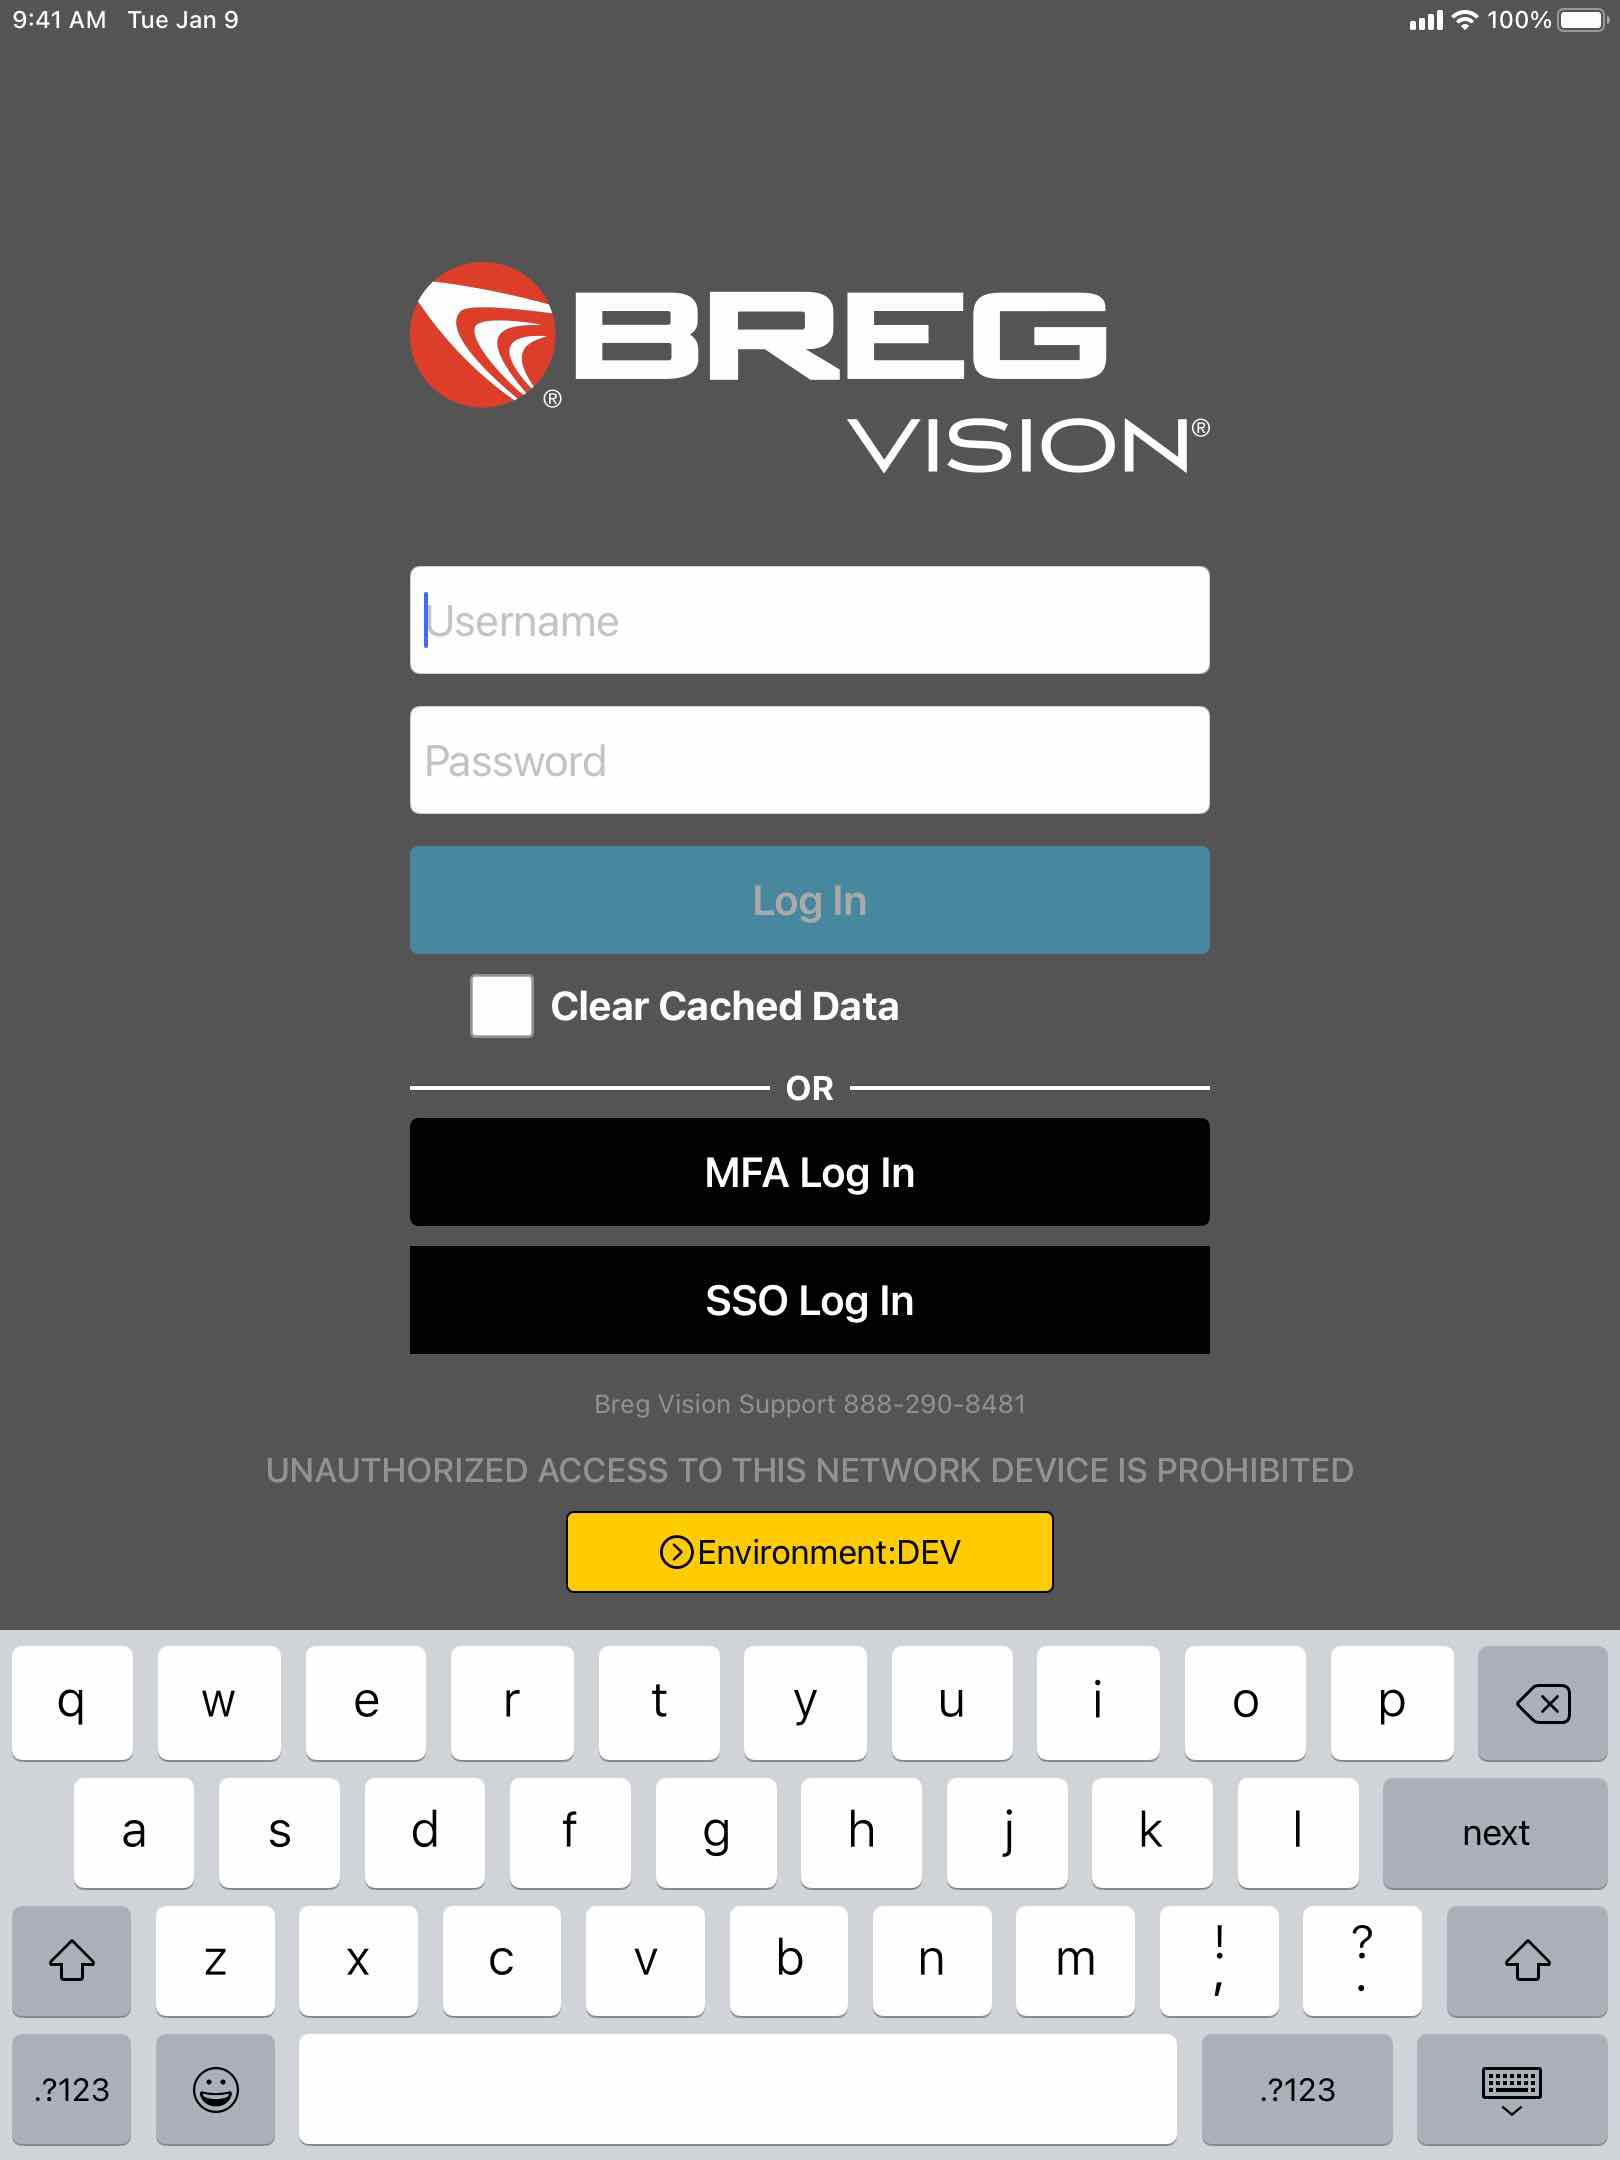 9:41 AM Tue Jan 9 100%
BREG ®
VISION®
Username
Password
Log In
Clear Cached Data
OR
MFA Log In
SSO Log In
Breg Vision Support 888-290-8481
UNAUTHORIZED ACCESS TO THIS NETWORK DEVICE IS PROHIBITED
Environment:DEV
q w e r t y u i o p
a s d f g h j k l next
z x c v b n m ! , ? .
.?123 .?123